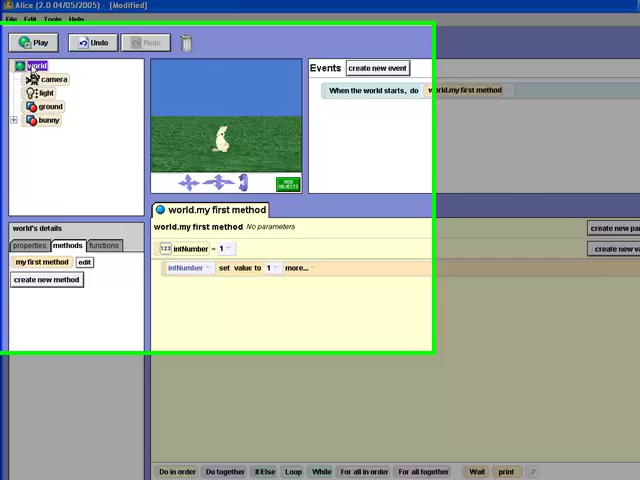 Alice (2.0 04/05/2005) - [Modified]
File Edit Tools Help
Play Undo Redo
world
camera
light
ground
bunny
ADD OBJECTS
Events create new event
When the world starts, do world.my first method
world's details
properties methods functions
my first method edit
create new method
world.my first method
world.my first method No parameters
create new par
123 intNumber = 1
create new va
intNumber set value to 1 more...
Do in order Do together If/Else Loop While For all in order For all together Wait print //